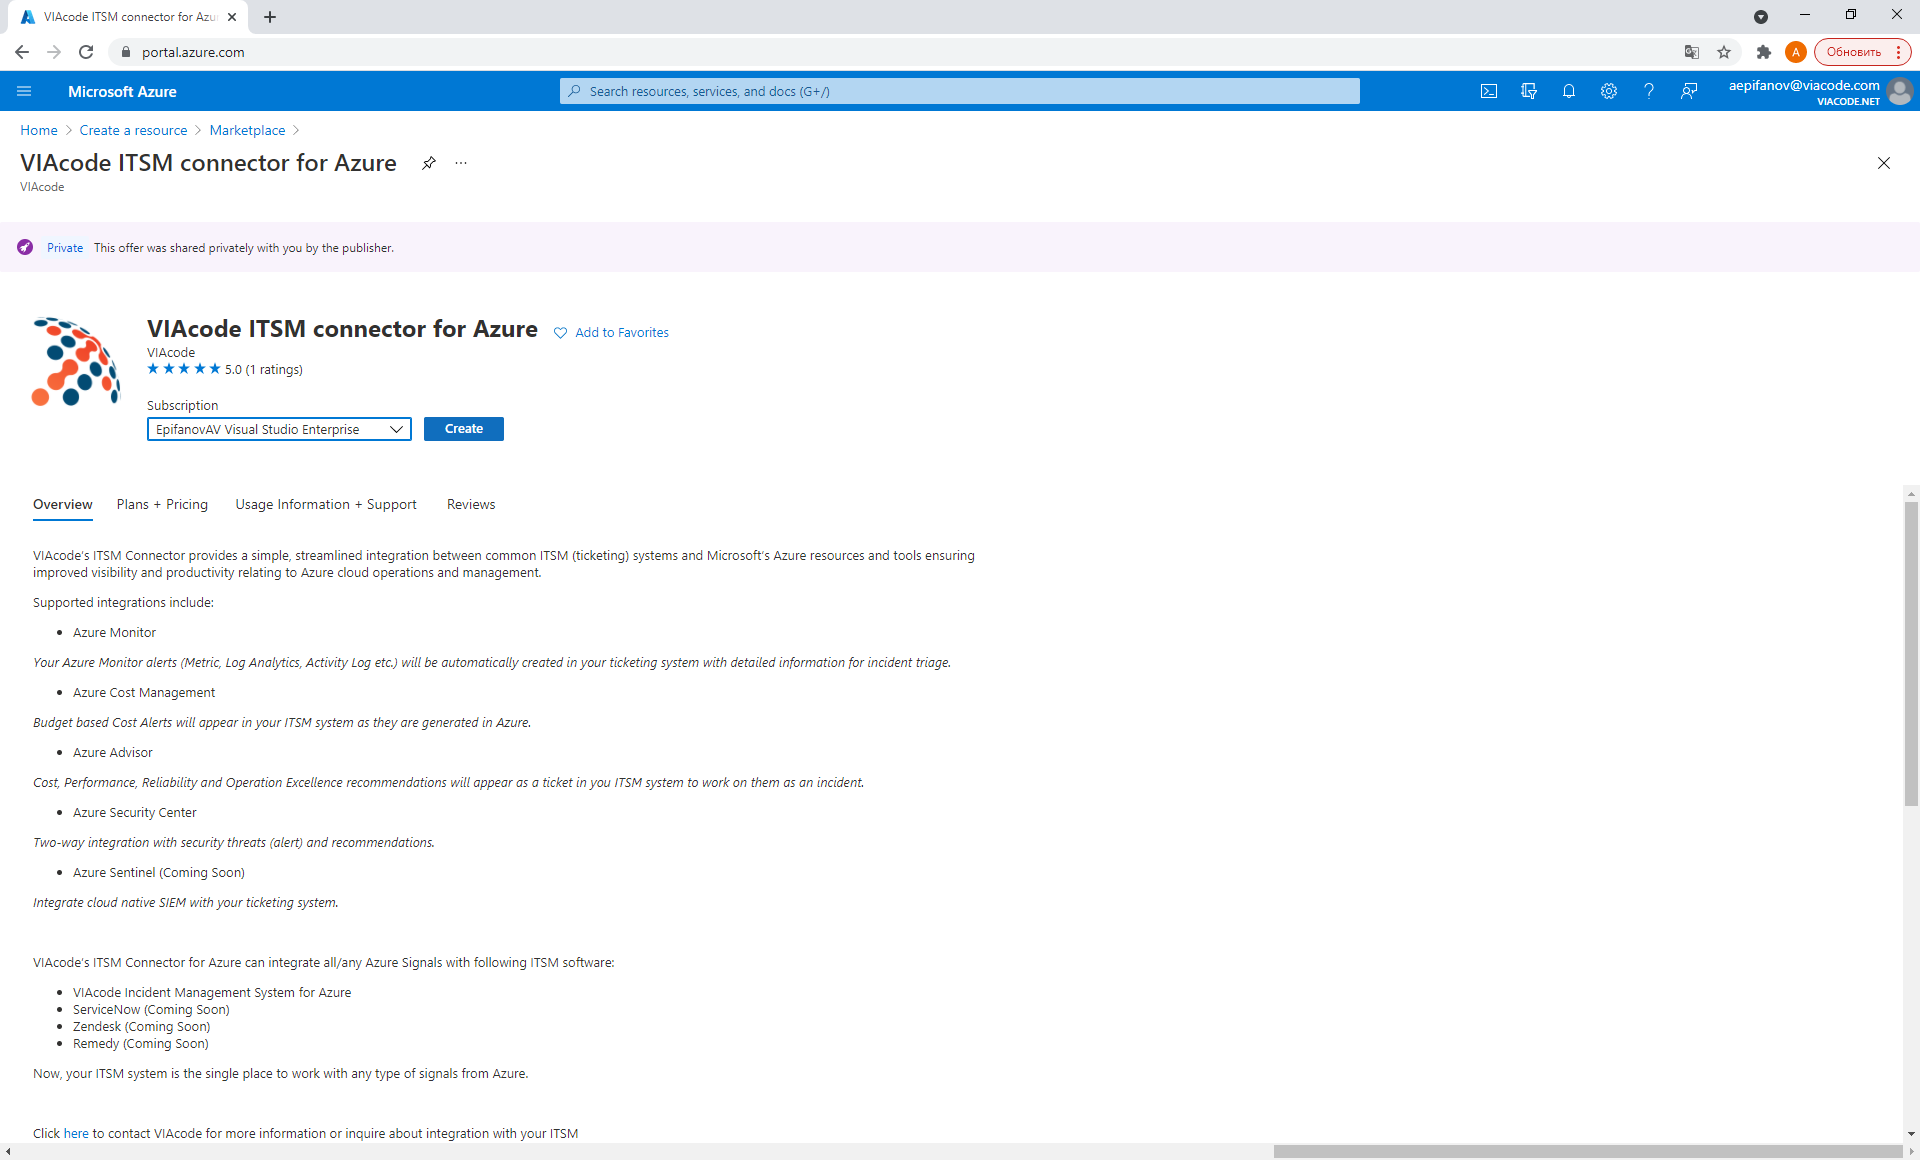 VIAcode ITSM connector for Azu
portal.azure.com
A
Обновить
Microsoft Azure
Search resources, services, and docs (G+/)
aepifanov@viacode.com
VIACODE.NET
Home > Create a resource > Marketplace >
VIAcode ITSM connector for Azure
VIAcode
Private This offer was shared privately with you by the publisher.
VIAcode ITSM connector for Azure
Add to Favorites
VIAcode
5.0 (1 ratings)
Subscription
EpifanovAV Visual Studio Enterprise
Create
Overview Plans + Pricing Usage Information + Support Reviews
VIAcode's ITSM Connector provides a simple, streamlined integration between common ITSM (ticketing) systems and Microsoft's Azure resources and tools ensuring
improved visibility and productivity relating to Azure cloud operations and management.
Supported integrations include:
• Azure Monitor
Your Azure Monitor alerts (Metric, Log Analytics, Activity Log etc.) will be automatically created in your ticketing system with detailed information for incident triage.
• Azure Cost Management
Budget based Cost Alerts will appear in your ITSM system as they are generated in Azure.
• Azure Advisor
Cost, Performance, Reliability and Operation Excellence recommendations will appear as a ticket in you ITSM system to work on them as an incident.
• Azure Security Center
Two-way integration with security threats (alert) and recommendations.
• Azure Sentinel (Coming Soon)
Integrate cloud native SIEM with your ticketing system.
VIAcode's ITSM Connector for Azure can integrate all/any Azure Signals with following ITSM software:
• VIAcode Incident Management System for Azure
• ServiceNow (Coming Soon)
• Zendesk (Coming Soon)
• Remedy (Coming Soon)
Now, your ITSM system is the single place to work with any type of signals from Azure.
Click here to contact VIAcode for more information or inquire about integration with your ITSM